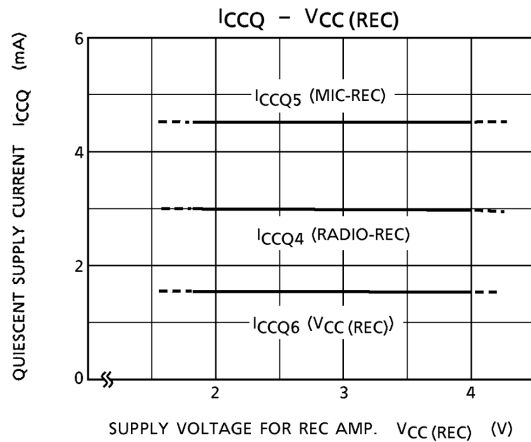 ICCQ – VCC (REC)
QUIESCENT SUPPLY CURRENT ICCQ (mA)
6
4
2
0
ICCQ5 (MIC-REC)
ICCQ4 (RADIO-REC)
ICCQ6 (VCC (REC))
2
3
4
SUPPLY VOLTAGE FOR REC AMP. VCC (REC) (V)